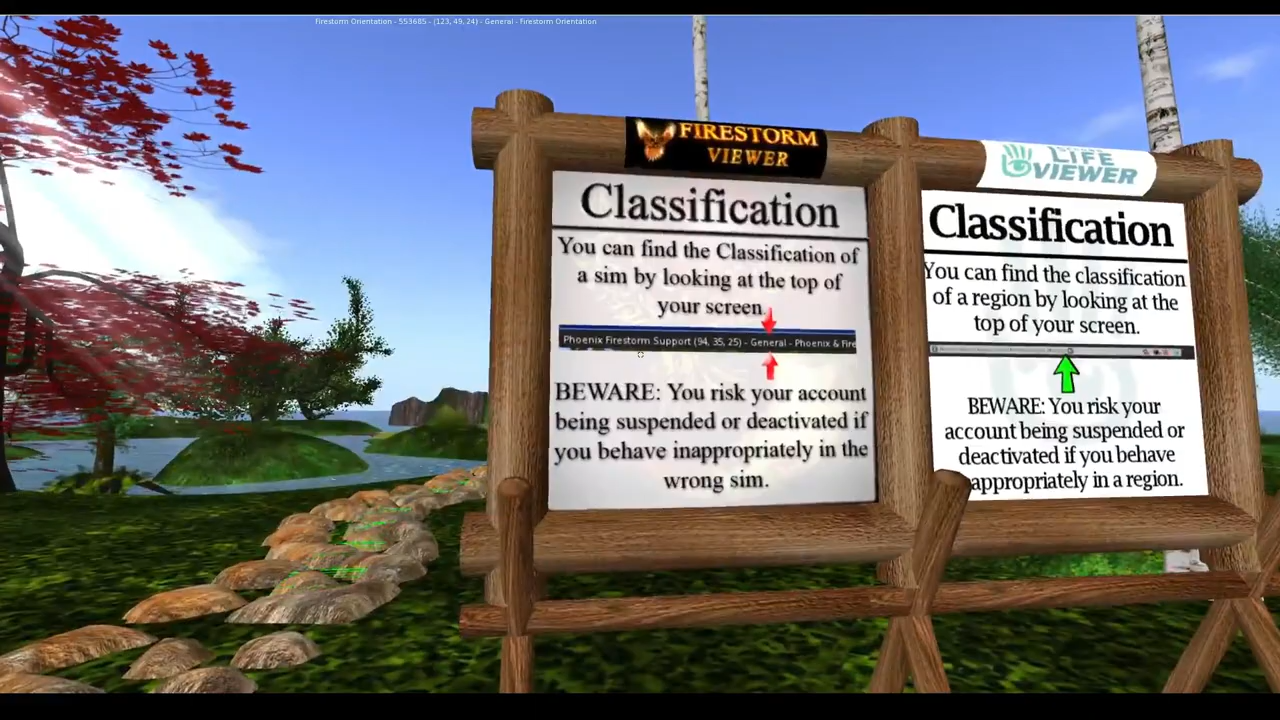 Firestorm Orientation - 553685 - (123, 49, 24) - General - Firestorm Orientation
FIRESTORM
VIEWER
Classification
You can find the Classification of
a sim by looking at the top of
your screen.
Phoenix Firestorm Support (94, 35, 25) - General - Phoenix & Fire
BEWARE: You risk your account
being suspended or deactivated if
you behave inappropriately in the
wrong sim.
LIFE
VIEWER
Classification
You can find the classification
of a region by looking at the
top of your screen.
BEWARE: You risk your
account being suspended or
deactivated if you behave
appropriately in a region.